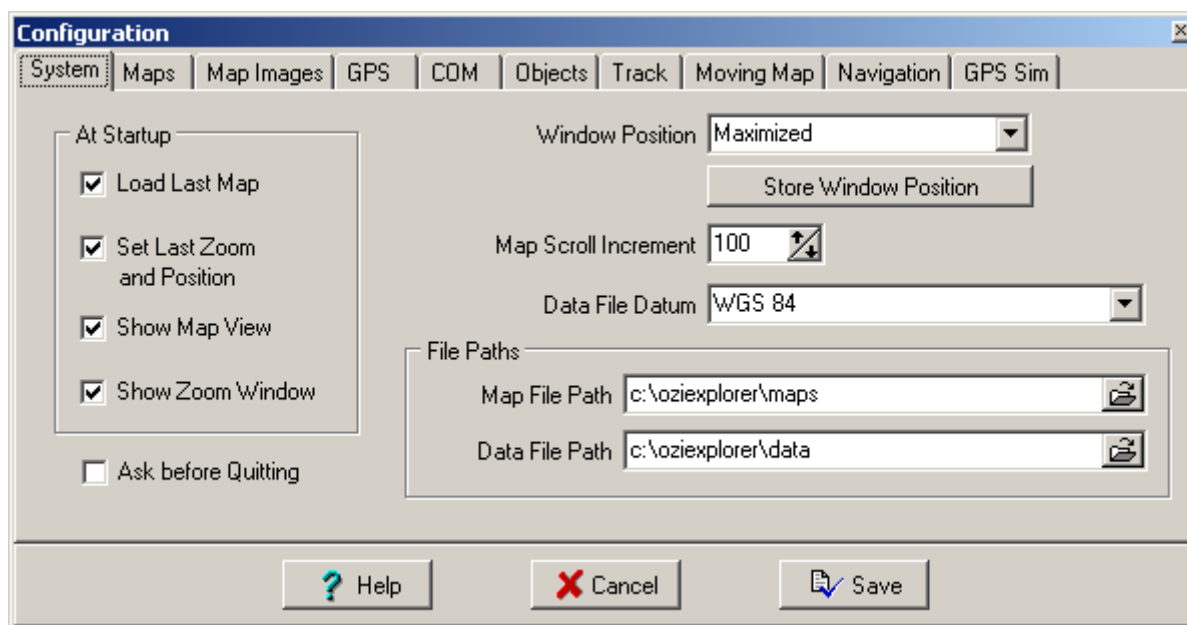 Configuration
System Maps Map Images GPS COM Objects Track Moving Map Navigation GPS Sim
At Startup
Load Last Map
Set Last Zoom
and Position
Show Map View
Show Zoom Window
Ask before Quitting
Window Position Maximized
Store Window Position
Map Scroll Increment 100
Data File Datum WGS 84
File Paths
Map File Path c:\oziexplorer\maps
Data File Path c:\oziexplorer\data
Help Cancel Save